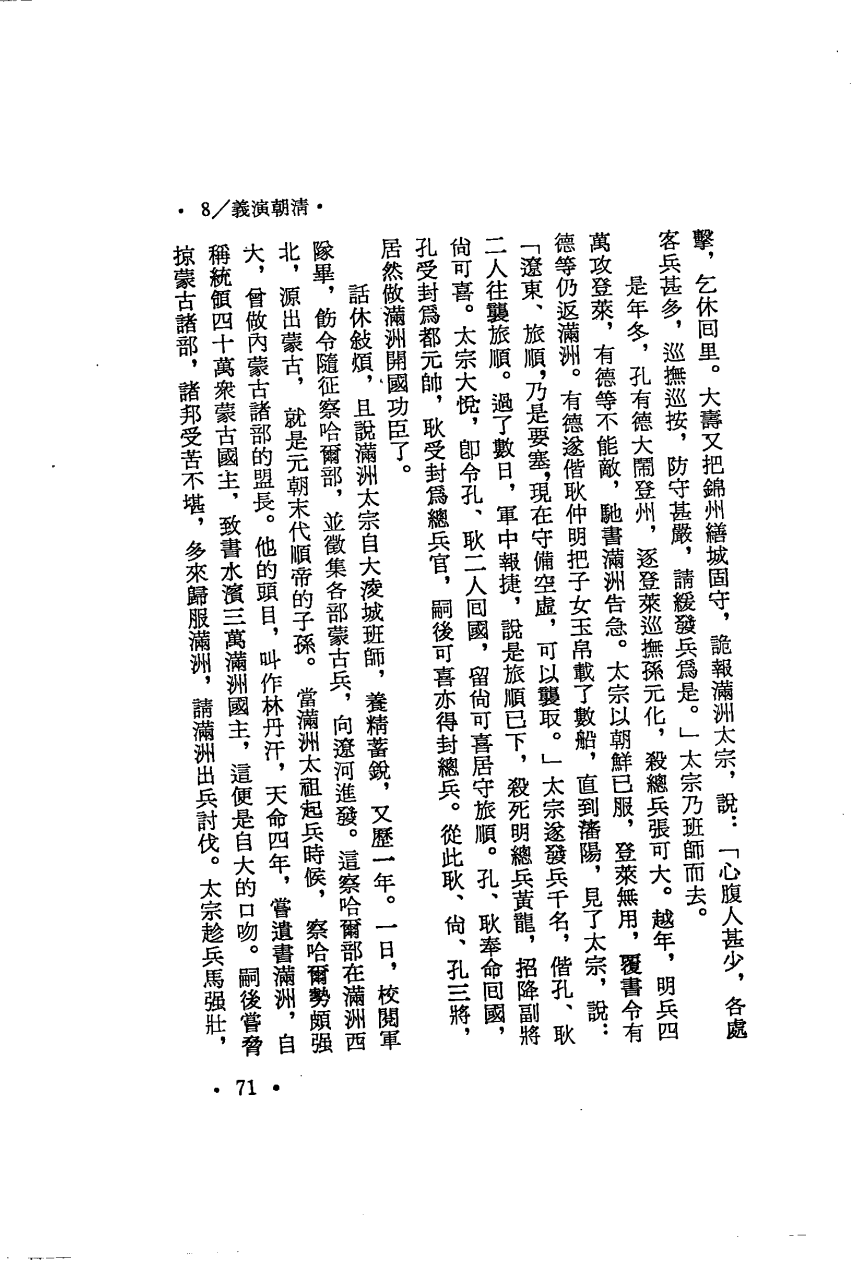 • 8／義演朝清 •
擊，乞休囘里。大壽又把錦州繕城固守，詭報滿洲太宗，說：「心腹人甚少，各處
客兵甚多，巡撫巡按，防守甚嚴，請緩發兵爲是。」太宗乃班師而去。
是年冬，孔有德大鬧登州，逐登萊巡撫孫元化，殺總兵張可大。越年，明兵四
萬攻登萊，有德等不能敵，馳書滿洲告急。太宗以朝鮮已服，登萊無用，覆書令有
德等仍返滿洲。有德遂偕耿仲明把子女玉帛載了數船，直到藩陽，見了太宗，說：
「遼東、旅順，乃是要塞，現在守備空虛，可以襲取。」太宗遂發兵千名，偕孔、耿
二人往襲旅順。過了數日，軍中報捷，說是旅順已下，殺死明總兵黃龍，招降副將
尙可喜。太宗大悅，卽令孔、耿二人囘國，留尙可喜居守旅順。孔、耿奉命囘國，
孔受封爲都元帥，耿受封爲總兵官，嗣後可喜亦得封總兵。從此耿、尙、孔三將，
居然做滿洲開國功臣了。
話休敍煩，且說滿洲太宗自大淩城班師，養精蓄銳，又歷一年。一日，校閱軍
隊畢，飭令隨征察哈爾部，並徵集各部蒙古兵，向遼河進發。這察哈爾部在滿洲西
北，源出蒙古，就是元朝末代順帝的子孫。當滿洲太祖起兵時候，察哈爾勢頗强
大，曾做內蒙古諸部的盟長。他的頭目，叫作林丹汗，天命四年，嘗遺書滿洲，自
稱統領四十萬衆蒙古國主，致書水濱三萬滿洲國主，這便是自大的口吻。嗣後嘗脅
掠蒙古諸部，諸邦受苦不堪，多來歸服滿洲，請滿洲出兵討伐。太宗趁兵馬强壯，
• 71 •